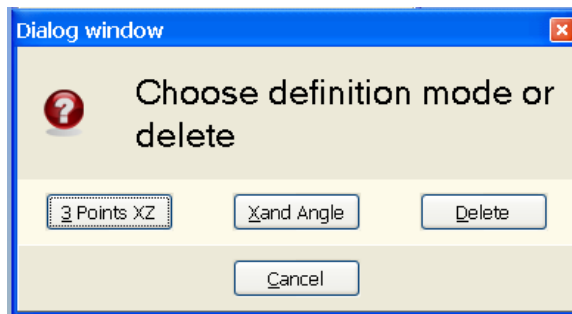 Dialog window
Choose definition mode or
delete
3 Points XZ
Xand Angle
Delete
Cancel